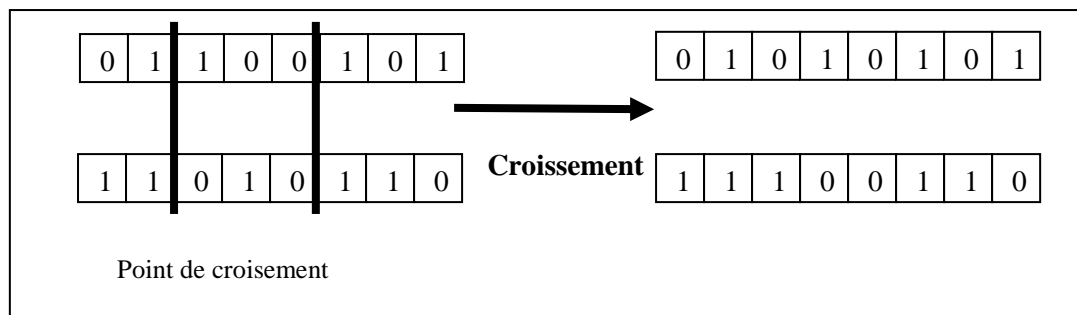 0 1 1 0 0 1 0 1
0 1 0 1 0 1 0 1
Croissement
1 1 0 1 0 1 1 0
1 1 1 0 0 1 1 0
Point de croisement